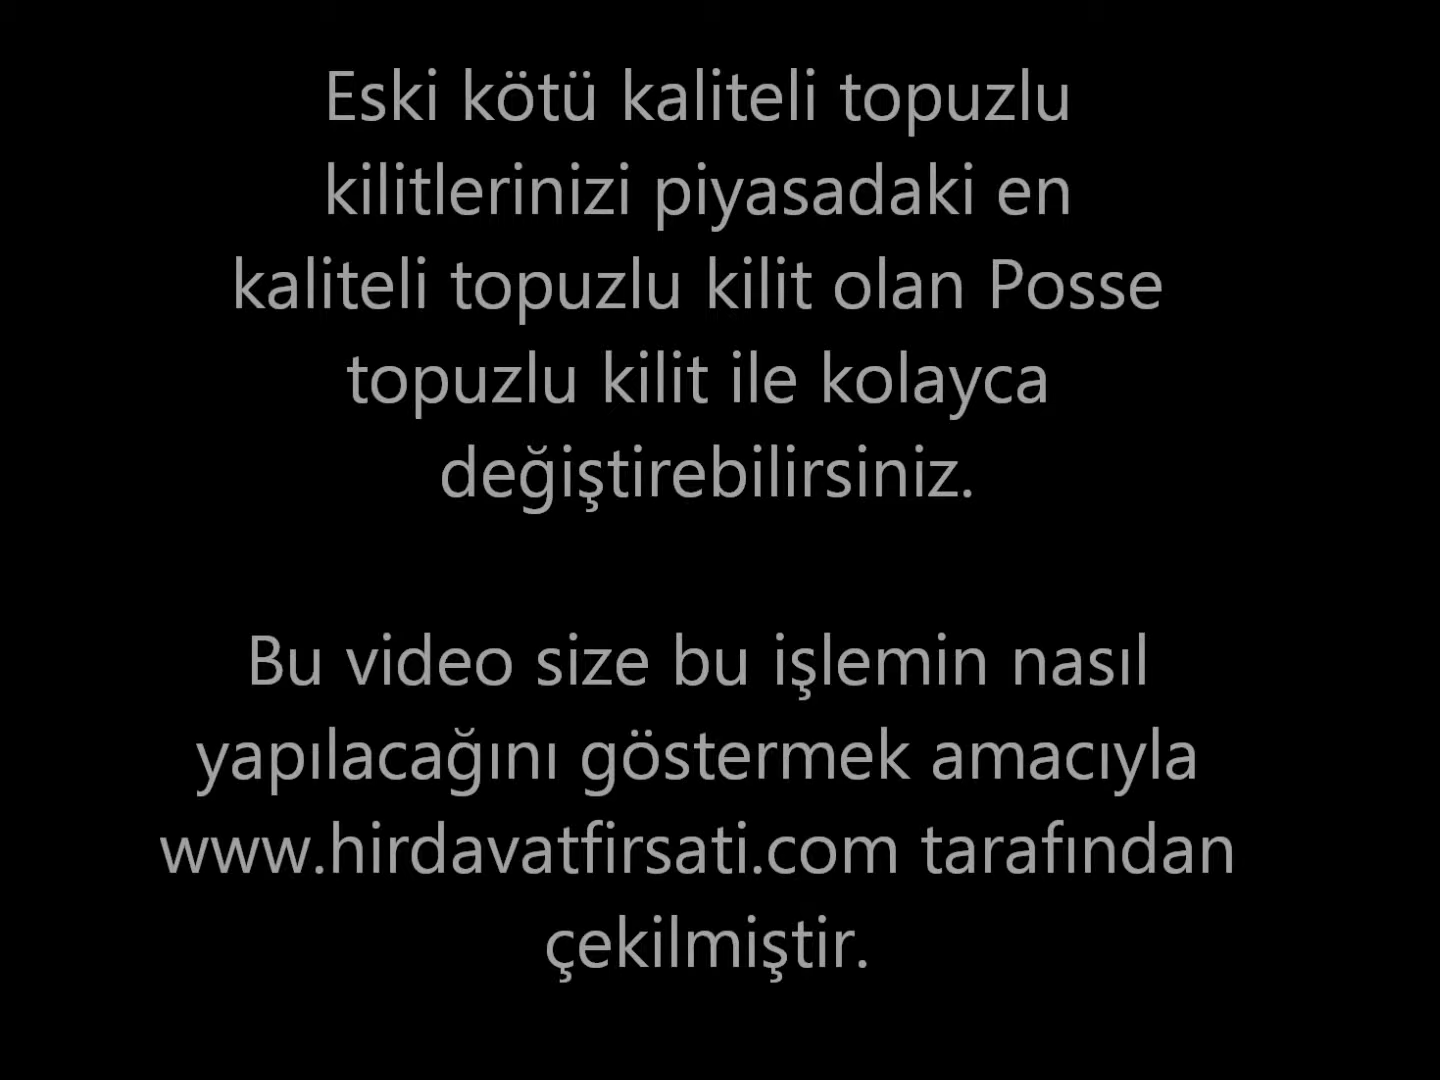 Eski kötü kaliteli topuzlu
kilitlerinizi piyasadaki en
kaliteli topuzlu kilit olan Posse
topuzlu kilit ile kolayca
değiştirebilirsiniz.
Bu video size bu işlemin nasıl
yapılacağını göstermek amacıyla
www.hirdavatfirsati.com tarafından
çekilmiştir.